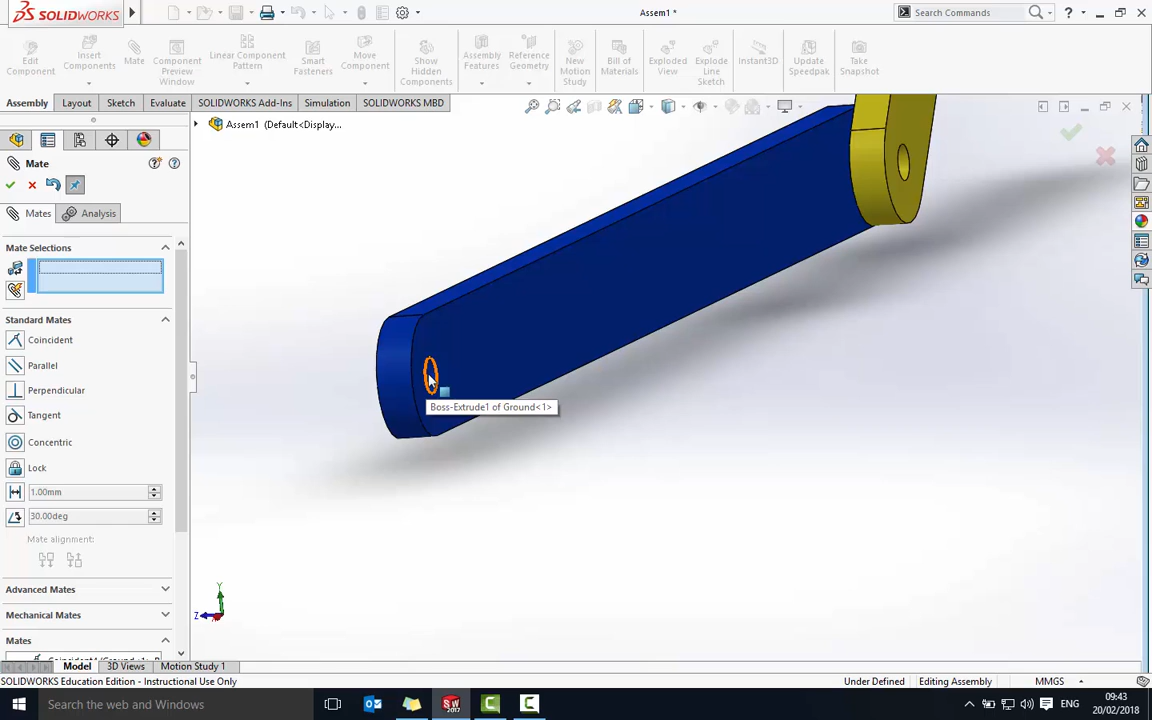 SOLIDWORKS
Assem1 *
Search Commands
Edit Component
Insert Components
Mate
Component Preview Window
Linear Component Pattern
Smart Fasteners
Move Component
Show Hidden Components
Assembly Features
Reference Geometry
New Motion Study
Bill of Materials
Exploded View
Explode Line Sketch
Instant3D
Update Speedpak
Take Snapshot
Assembly
Layout
Sketch
Evaluate
SOLIDWORKS Add-Ins
Simulation
SOLIDWORKS MBD
Assem1 (Default<Display...
Mate
Mates
Analysis
Mate Selections
Standard Mates
Coincident
Parallel
Perpendicular
Tangent
Concentric
Lock
1.00mm
30.00deg
Mate alignment:
Advanced Mates
Mechanical Mates
Mates
Boss-Extrude1 of Ground<1>
Y
Z
Model
3D Views
Motion Study 1
SOLIDWORKS Education Edition - Instructional Use Only
Under Defined
Editing Assembly
MMGS
Search the web and Windows
SW
2017
ENG
09:43
20/02/2018